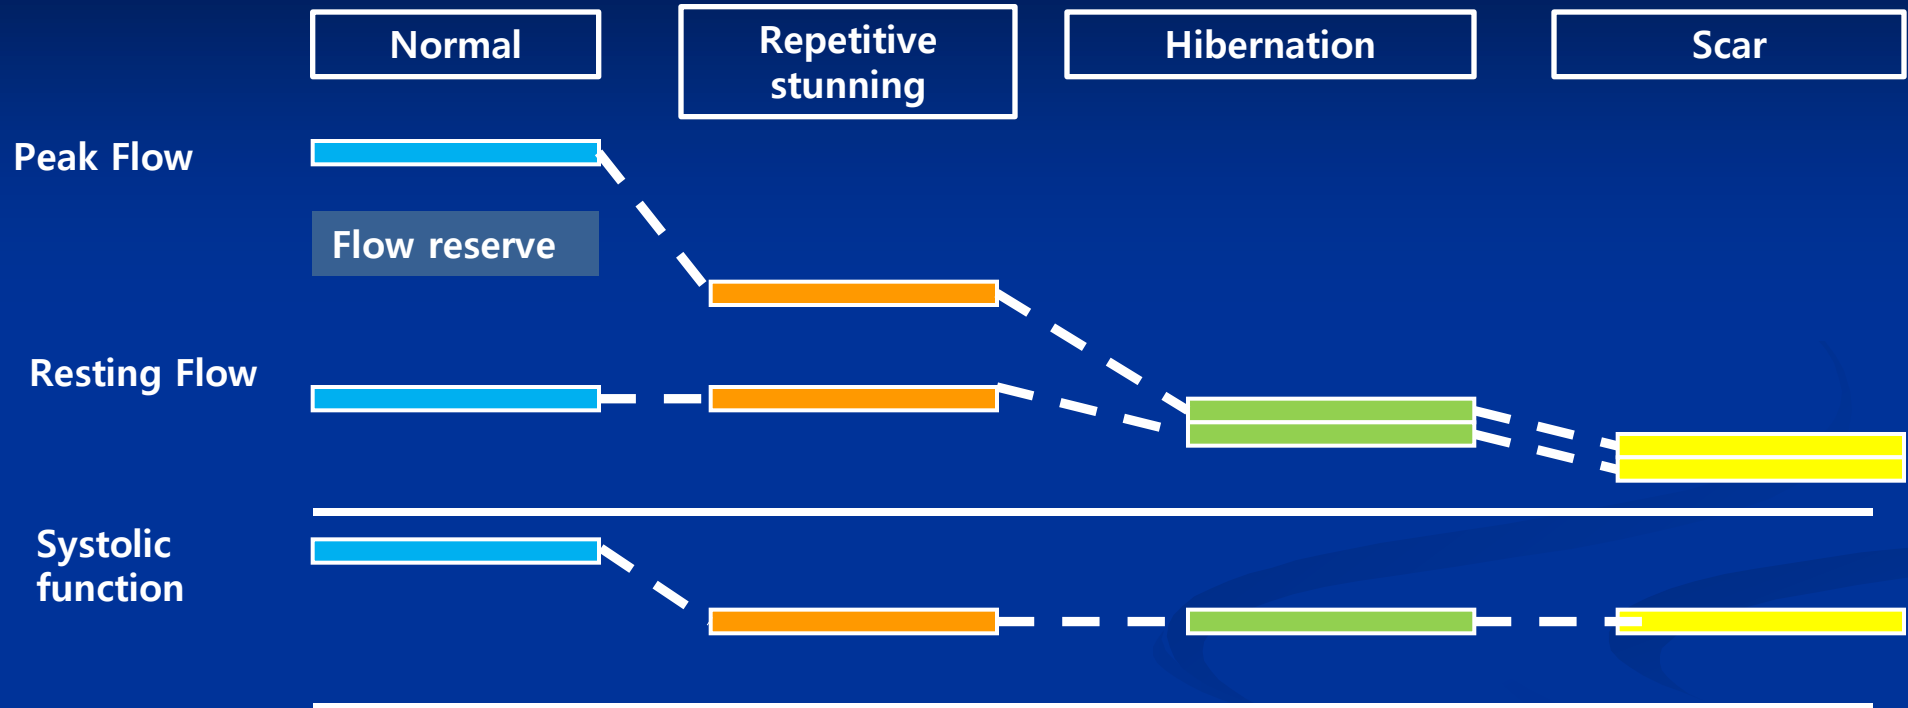 Normal
Repetitive
stunning
Hibernation
Scar
Peak Flow
Flow reserve
Resting Flow
Systolic
function